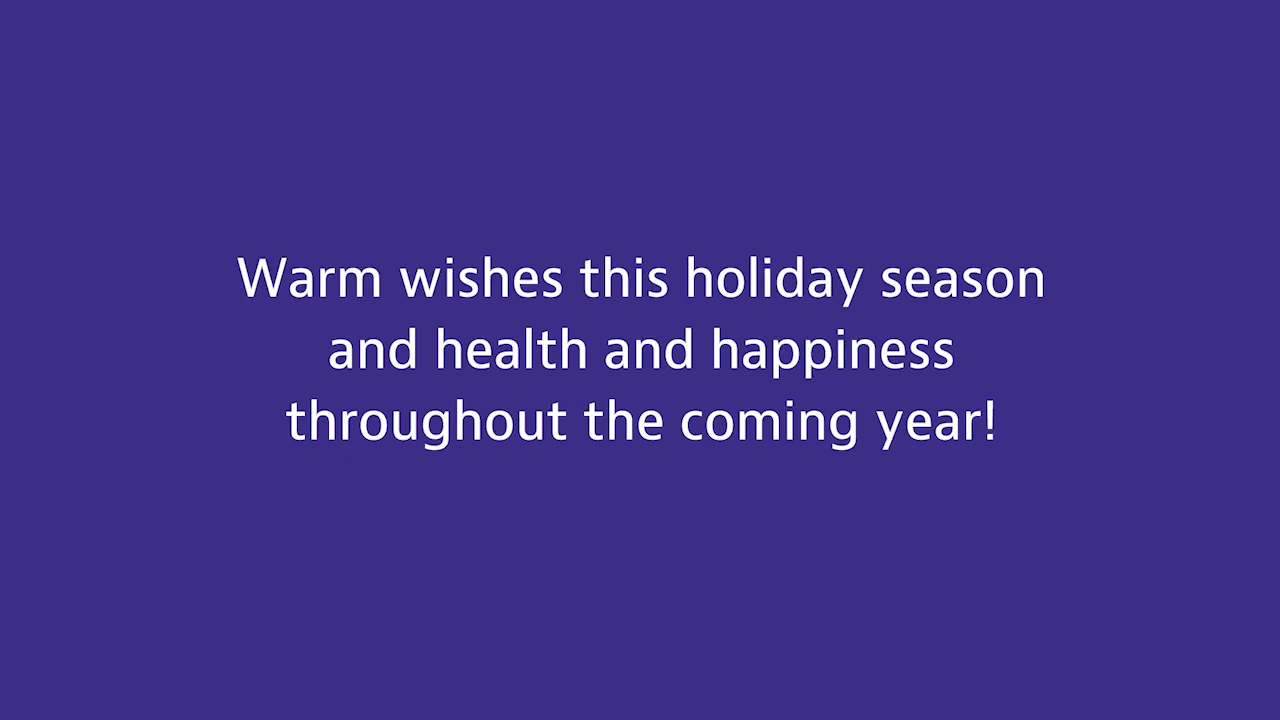 Warm wishes this holiday season
and health and happiness
throughout the coming year!